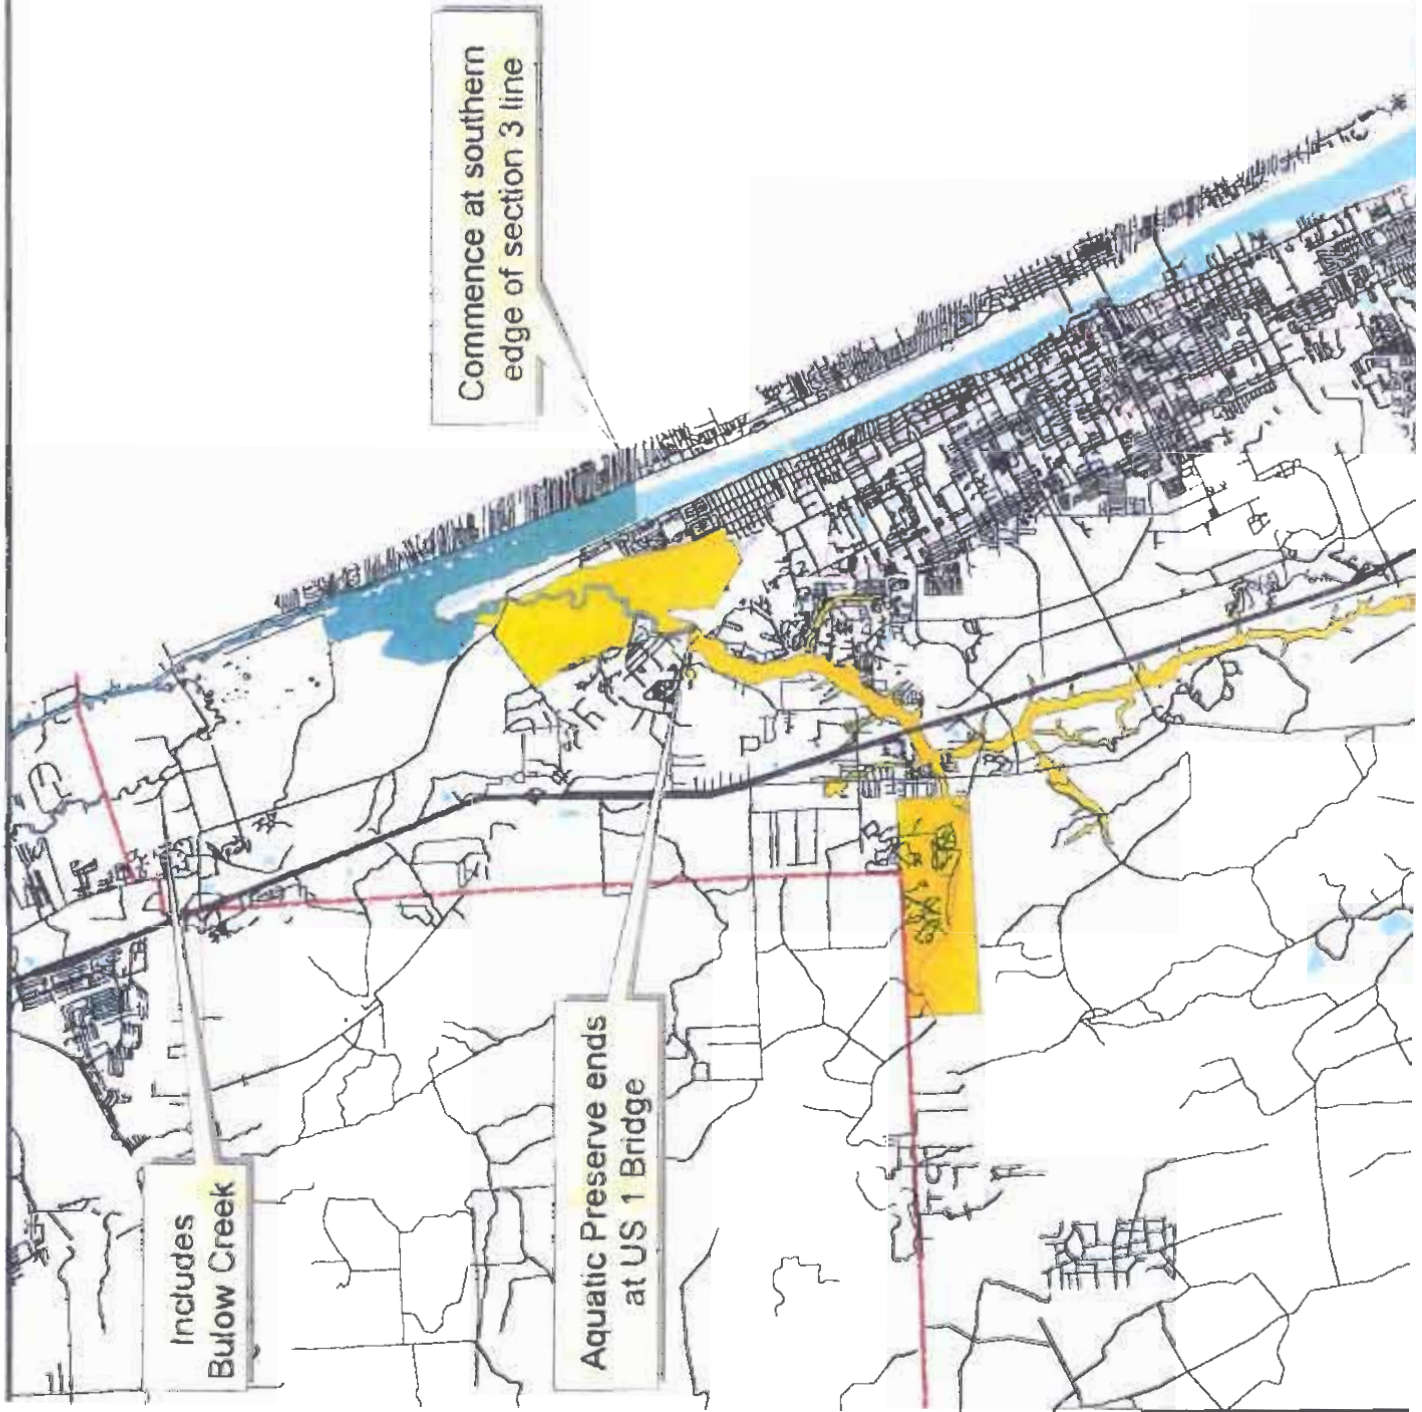 Commence at southern
edge of section 3 line
Includes
Bulow Creek
Aquatic Preserve ends
at US 1 Bridge